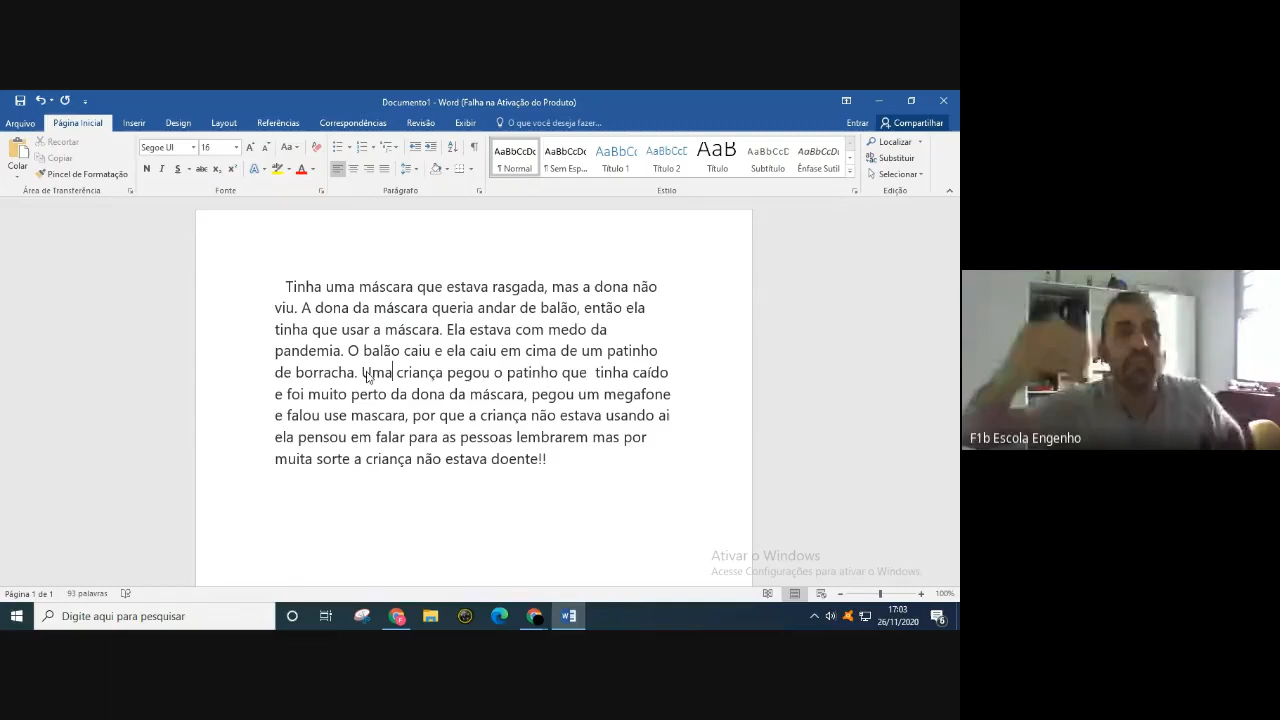 Documento1 - Word (Falha na Ativação do Produto)
Arquivo Página Inicial Inserir Design Layout Referências Correspondências Revisão Exibir O que você deseja fazer... Entrar Compartilhar
Colar Recortar Copiar Pincel de Formatação
Área de Transferência
Segoe UI 16
Fonte
Parágrafo
AaBbCcDc AaBbCcDc AaBbCc AaBbCcD AaB AaBbCcD AaBbCcDc
¶ Normal ¶ Sem Esp... Título 1 Título 2 Título Subtítulo Ênfase Sutil
Estilo
Localizar
Substituir
Selecionar
Edição
Tinha uma máscara que estava rasgada, mas a dona não
viu. A dona da máscara queria andar de balão, então ela
tinha que usar a máscara. Ela estava com medo da
pandemia. O balão caiu e ela caiu em cima de um patinho
de borracha. Uma criança pegou o patinho que  tinha caído
e foi muito perto da dona da máscara, pegou um megafone
e falou use mascara, por que a criança não estava usando ai
ela pensou em falar para as pessoas lembrarem mas por
muita sorte a criança não estava doente!!
Ativar o Windows
Acesse Configurações para ativar o Windows.
Página 1 de 1 93 palavras 100%
Digite aqui para pesquisar
17:03
26/11/2020
6
F1b Escola Engenho